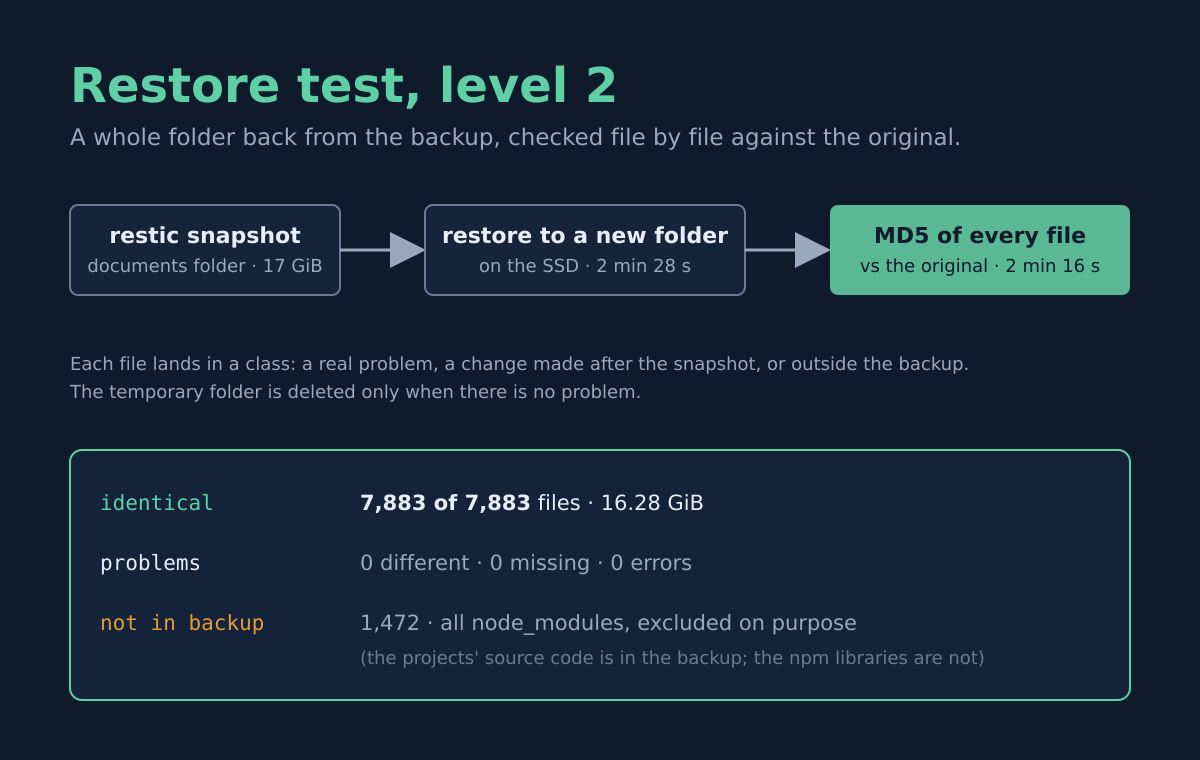 Restore test, level 2
A whole folder back from the backup, checked file by file against the original.
restic snapshot
documents folder · 17 GiB
restore to a new folder
on the SSD · 2 min 28 s
MD5 of every file
vs the original · 2 min 16 s
Each file lands in a class: a real problem, a change made after the snapshot, or outside the backup.
The temporary folder is deleted only when there is no problem.
identical 7,883 of 7,883 files · 16.28 GiB
problems 0 different · 0 missing · 0 errors
not in backup 1,472 · all node_modules, excluded on purpose
(the projects' source code is in the backup; the npm libraries are not)